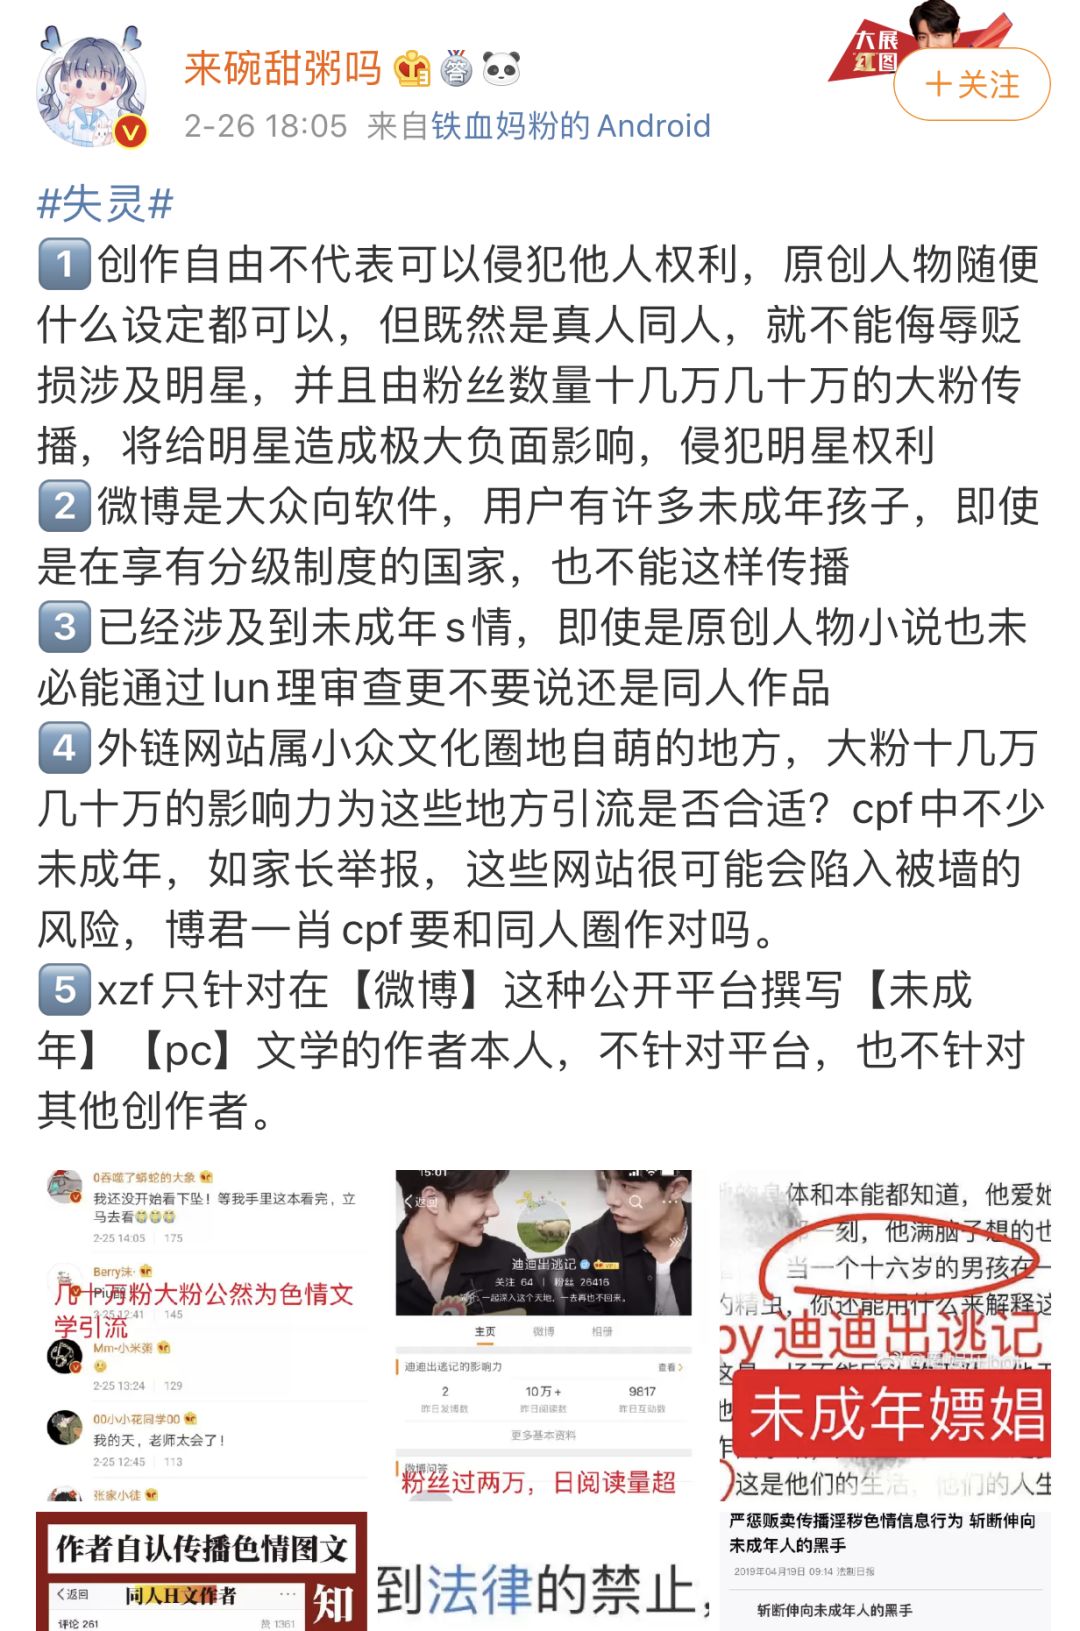 来碗甜粥吗
大展
红图
+关注
2-26 18:05 来自铁血妈粉的Android
#失灵#
1 创作自由不代表可以侵犯他人权利，原创人物随便
什么设定都可以，但既然是真人同人，就不能侮辱贬
损涉及明星，并且由粉丝数量十几万几十万的大粉传
播，将给明星造成极大负面影响，侵犯明星权利
2 微博是大众向软件，用户有许多未成年孩子，即使
是在享有分级制度的国家，也不能这样传播
3 已经涉及到未成年s情，即使是原创人物小说也未
必能通过lun理审查更不要说还是同人作品
4 外链网站属小众文化圈地自萌的地方，大粉十几万
几十万的影响力为这些地方引流是否合适？cpf中不少
未成年，如家长举报，这些网站很可能会陷入被墙的
风险，博君一肖cpf要和同人圈作对吗。
5 xzf只针对在【微博】这种公开平台撰写【未成
年】【pc】文学的作者本人，不针对平台，也不针对
其他创作者。
0吞噬了蟒蛇的大象
我还没开始看下坠！等我手里这本看完，立
马去看
2-25 14:05 175
Berry沫·
几十万粉大粉公然为色情文
学引流
2-25 12:41 145
Mm-小米粥
2-25 13:24 129
00小小花同学00
我的天，老师太会了！
2-25 12:45 113
张家小徒
15:01
返回
迪迪出逃记
关注 64 | 粉丝 26416
简介：一起深入这个天地，一去再也不回来。
主页 微博 相册
迪迪出逃记的影响力 查看
2 10万+ 9817
昨日发博数 昨日阅读数 昨日互动数
更多基本资料
微博问答
粉丝过两万，日阅读量超
体和本能都知道，他爱她
一刻，他满脑子想的也
当一个十六岁的男孩在一
的精虫，你还能用什么来解释这
by迪迪出逃记
未成年嫖娼
这是他们的生活，他们的人生
作者自认传播色情图文
返回 同人H文作者
评论 261 赞 1361
知
到法律的禁止，
严惩贩卖传播淫秽色情信息行为 斩断伸向
未成年人的黑手
2019年04月19日 09:14 法制日报
斩断伸向未成年人的黑手